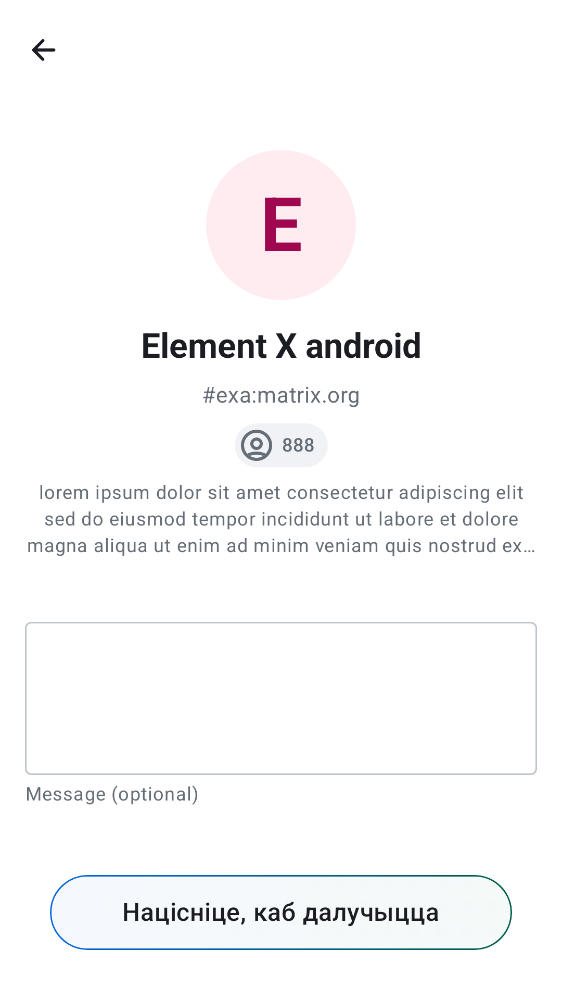 E
Element X android
#exa:matrix.org
888
lorem ipsum dolor sit amet consectetur adipiscing elit
sed do eiusmod tempor incididunt ut labore et dolore
magna aliqua ut enim ad minim veniam quis nostrud ex…
Message (optional)
Націсніце, каб далучыцца